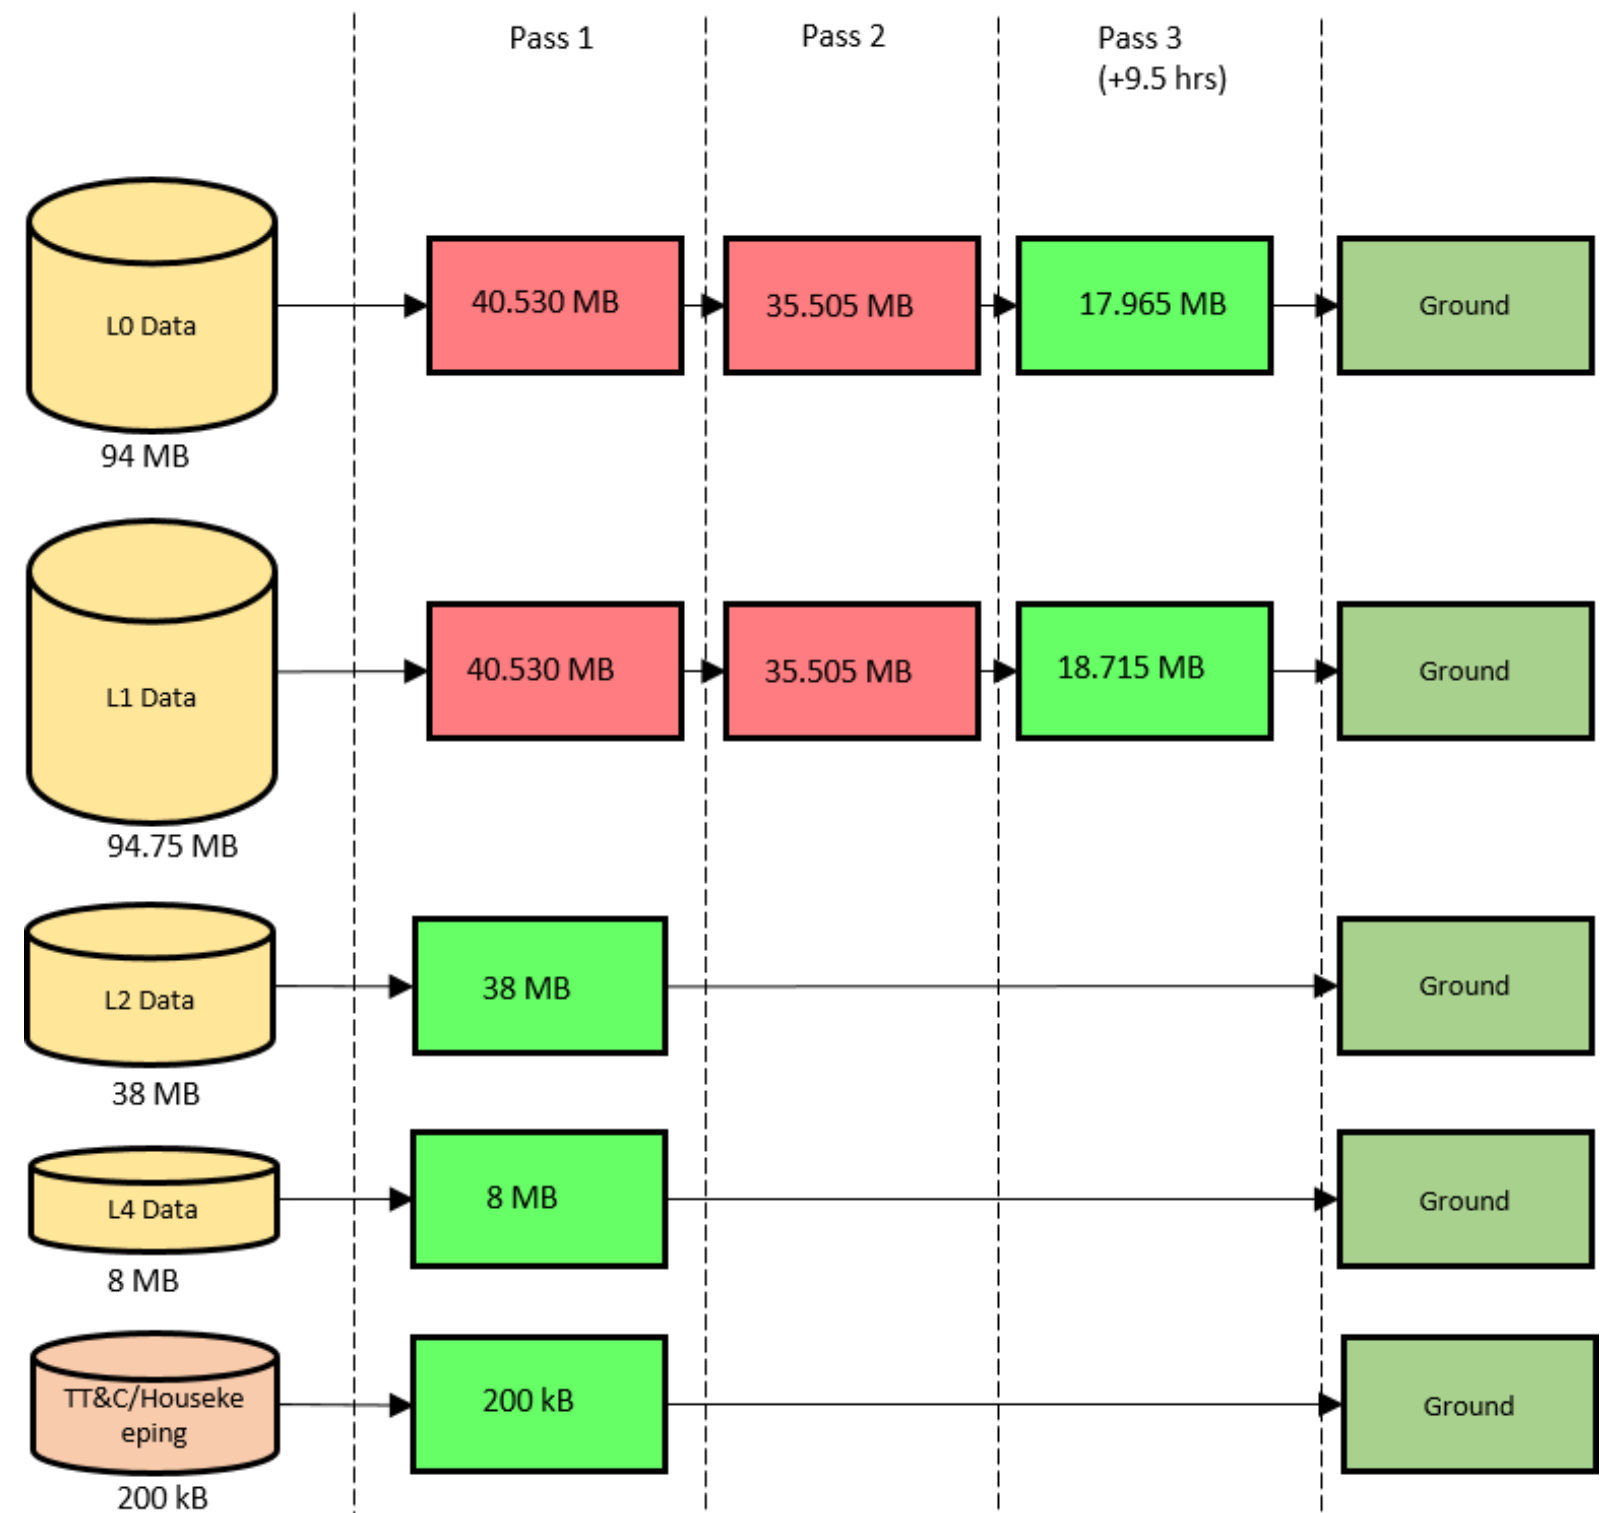 Pass 1
Pass 2
Pass 3
(+9.5 hrs)
L0 Data
94 MB
40.530 MB
35.505 MB
17.965 MB
Ground
L1 Data
94.75 MB
40.530 MB
35.505 MB
18.715 MB
Ground
L2 Data
38 MB
38 MB
Ground
L4 Data
8 MB
8 MB
Ground
TT&C/Houseke
eping
200 kB
200 kB
Ground